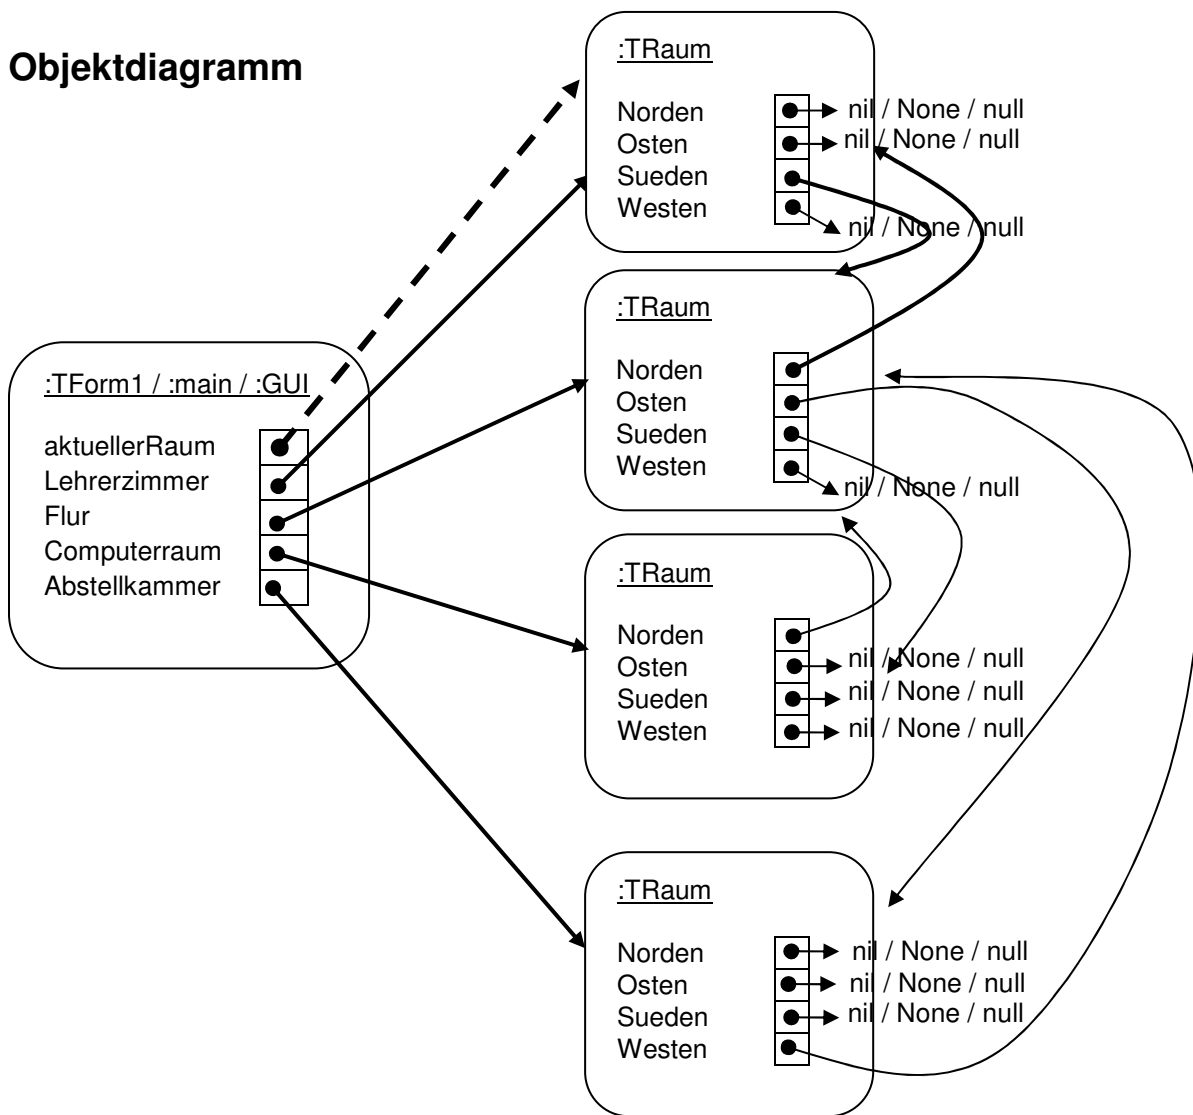 Objektdiagramm
:TForm1 / :main / :GUI
aktuellerRaum
Lehrerzimmer
Flur
Computerraum
Abstellkammer
:TRaum
Norden nil / None / null
Osten nil / None / null
Sueden
Westen nil / None / null
:TRaum
Norden
Osten
Sueden
Westen nil / None / null
:TRaum
Norden
Osten nil / None / null
Sueden nil / None / null
Westen nil / None / null
:TRaum
Norden nil / None / null
Osten nil / None / null
Sueden nil / None / null
Westen